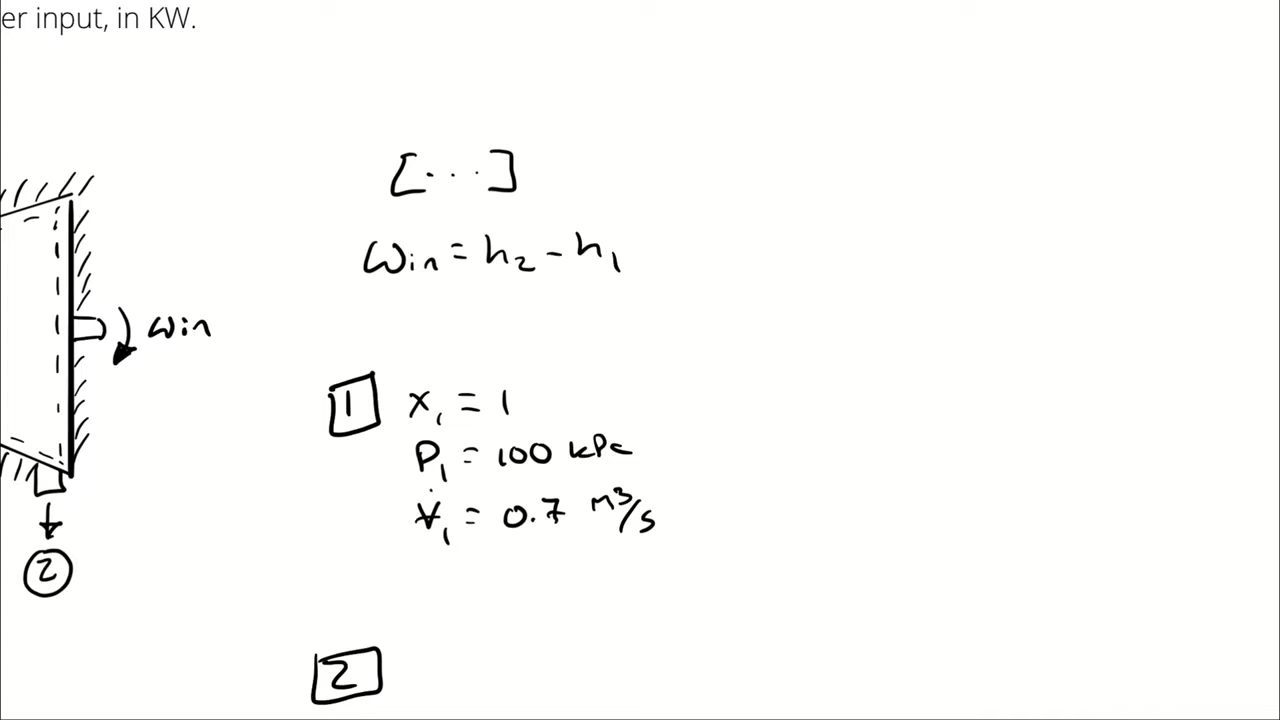 er input, in KW.
[...]
win = h2 - h1
win
1 x1 = 1
P1 = 100 kPa
V̇1 = 0.7 m³/s
2
2